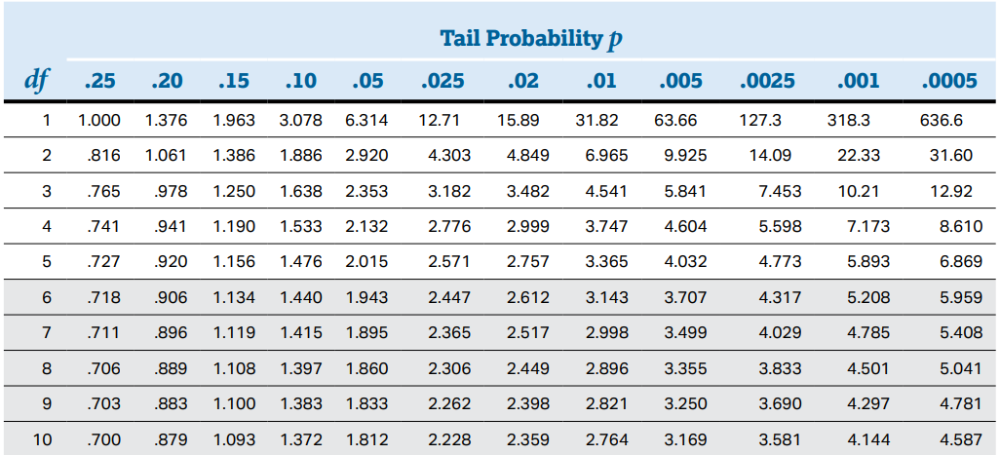 Tail Probability p
df .25 .20 .15 .10 .05 .025 .02 .01 .005 .0025 .001 .0005
1 1.000 1.376 1.963 3.078 6.314 12.71 15.89 31.82 63.66 127.3 318.3 636.6
2 .816 1.061 1.386 1.886 2.920 4.303 4.849 6.965 9.925 14.09 22.33 31.60
3 .765 .978 1.250 1.638 2.353 3.182 3.482 4.541 5.841 7.453 10.21 12.92
4 .741 .941 1.190 1.533 2.132 2.776 2.999 3.747 4.604 5.598 7.173 8.610
5 .727 .920 1.156 1.476 2.015 2.571 2.757 3.365 4.032 4.773 5.893 6.869
6 .718 .906 1.134 1.440 1.943 2.447 2.612 3.143 3.707 4.317 5.208 5.959
7 .711 .896 1.119 1.415 1.895 2.365 2.517 2.998 3.499 4.029 4.785 5.408
8 .706 .889 1.108 1.397 1.860 2.306 2.449 2.896 3.355 3.833 4.501 5.041
9 .703 .883 1.100 1.383 1.833 2.262 2.398 2.821 3.250 3.690 4.297 4.781
10 .700 .879 1.093 1.372 1.812 2.228 2.359 2.764 3.169 3.581 4.144 4.587